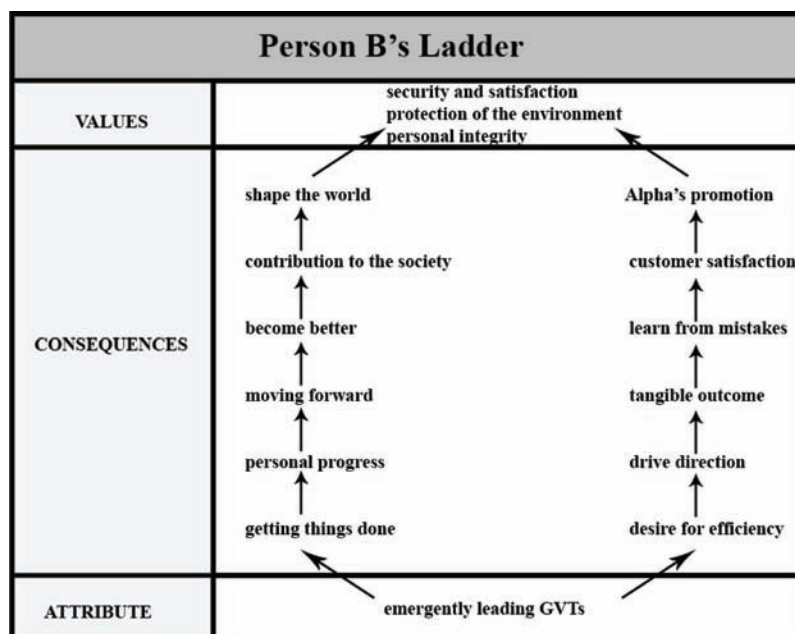 Person B’s Ladder
VALUES
security and satisfaction
protection of the environment
personal integrity
CONSEQUENCES
shape the world
Alpha’s promotion
contribution to the society
customer satisfaction
become better
learn from mistakes
moving forward
tangible outcome
personal progress
drive direction
getting things done
desire for efficiency
ATTRIBUTE
emergently leading GVTs